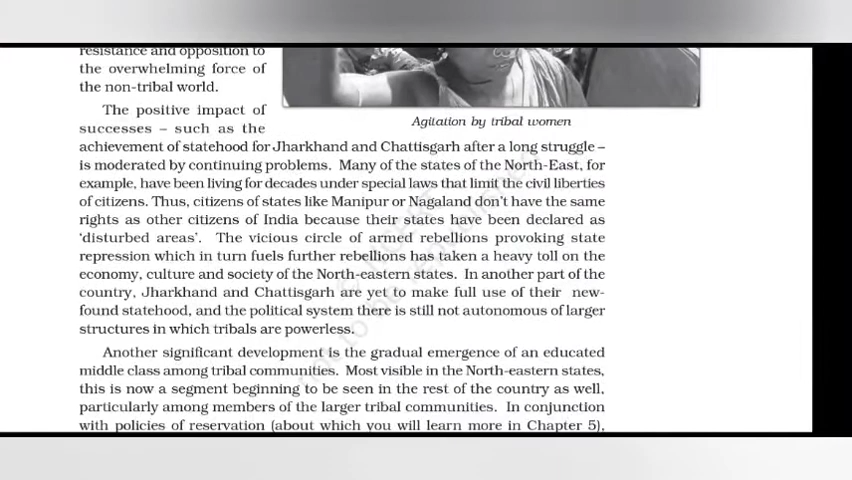 resistance and opposition to
the overwhelming force of
the non-tribal world.
The positive impact of
successes – such as the
Agitation by tribal women
achievement of statehood for Jharkhand and Chattisgarh after a long struggle –
is moderated by continuing problems. Many of the states of the North-East, for
example, have been living for decades under special laws that limit the civil liberties
of citizens. Thus, citizens of states like Manipur or Nagaland don't have the same
rights as other citizens of India because their states have been declared as
'disturbed areas'. The vicious circle of armed rebellions provoking state
repression which in turn fuels further rebellions has taken a heavy toll on the
economy, culture and society of the North-eastern states. In another part of the
country, Jharkhand and Chattisgarh are yet to make full use of their new-
found statehood, and the political system there is still not autonomous of larger
structures in which tribals are powerless.
Another significant development is the gradual emergence of an educated
middle class among tribal communities. Most visible in the North-eastern states,
this is now a segment beginning to be seen in the rest of the country as well,
particularly among members of the larger tribal communities. In conjunction
with policies of reservation (about which you will learn more in Chapter 5),
not to be republished